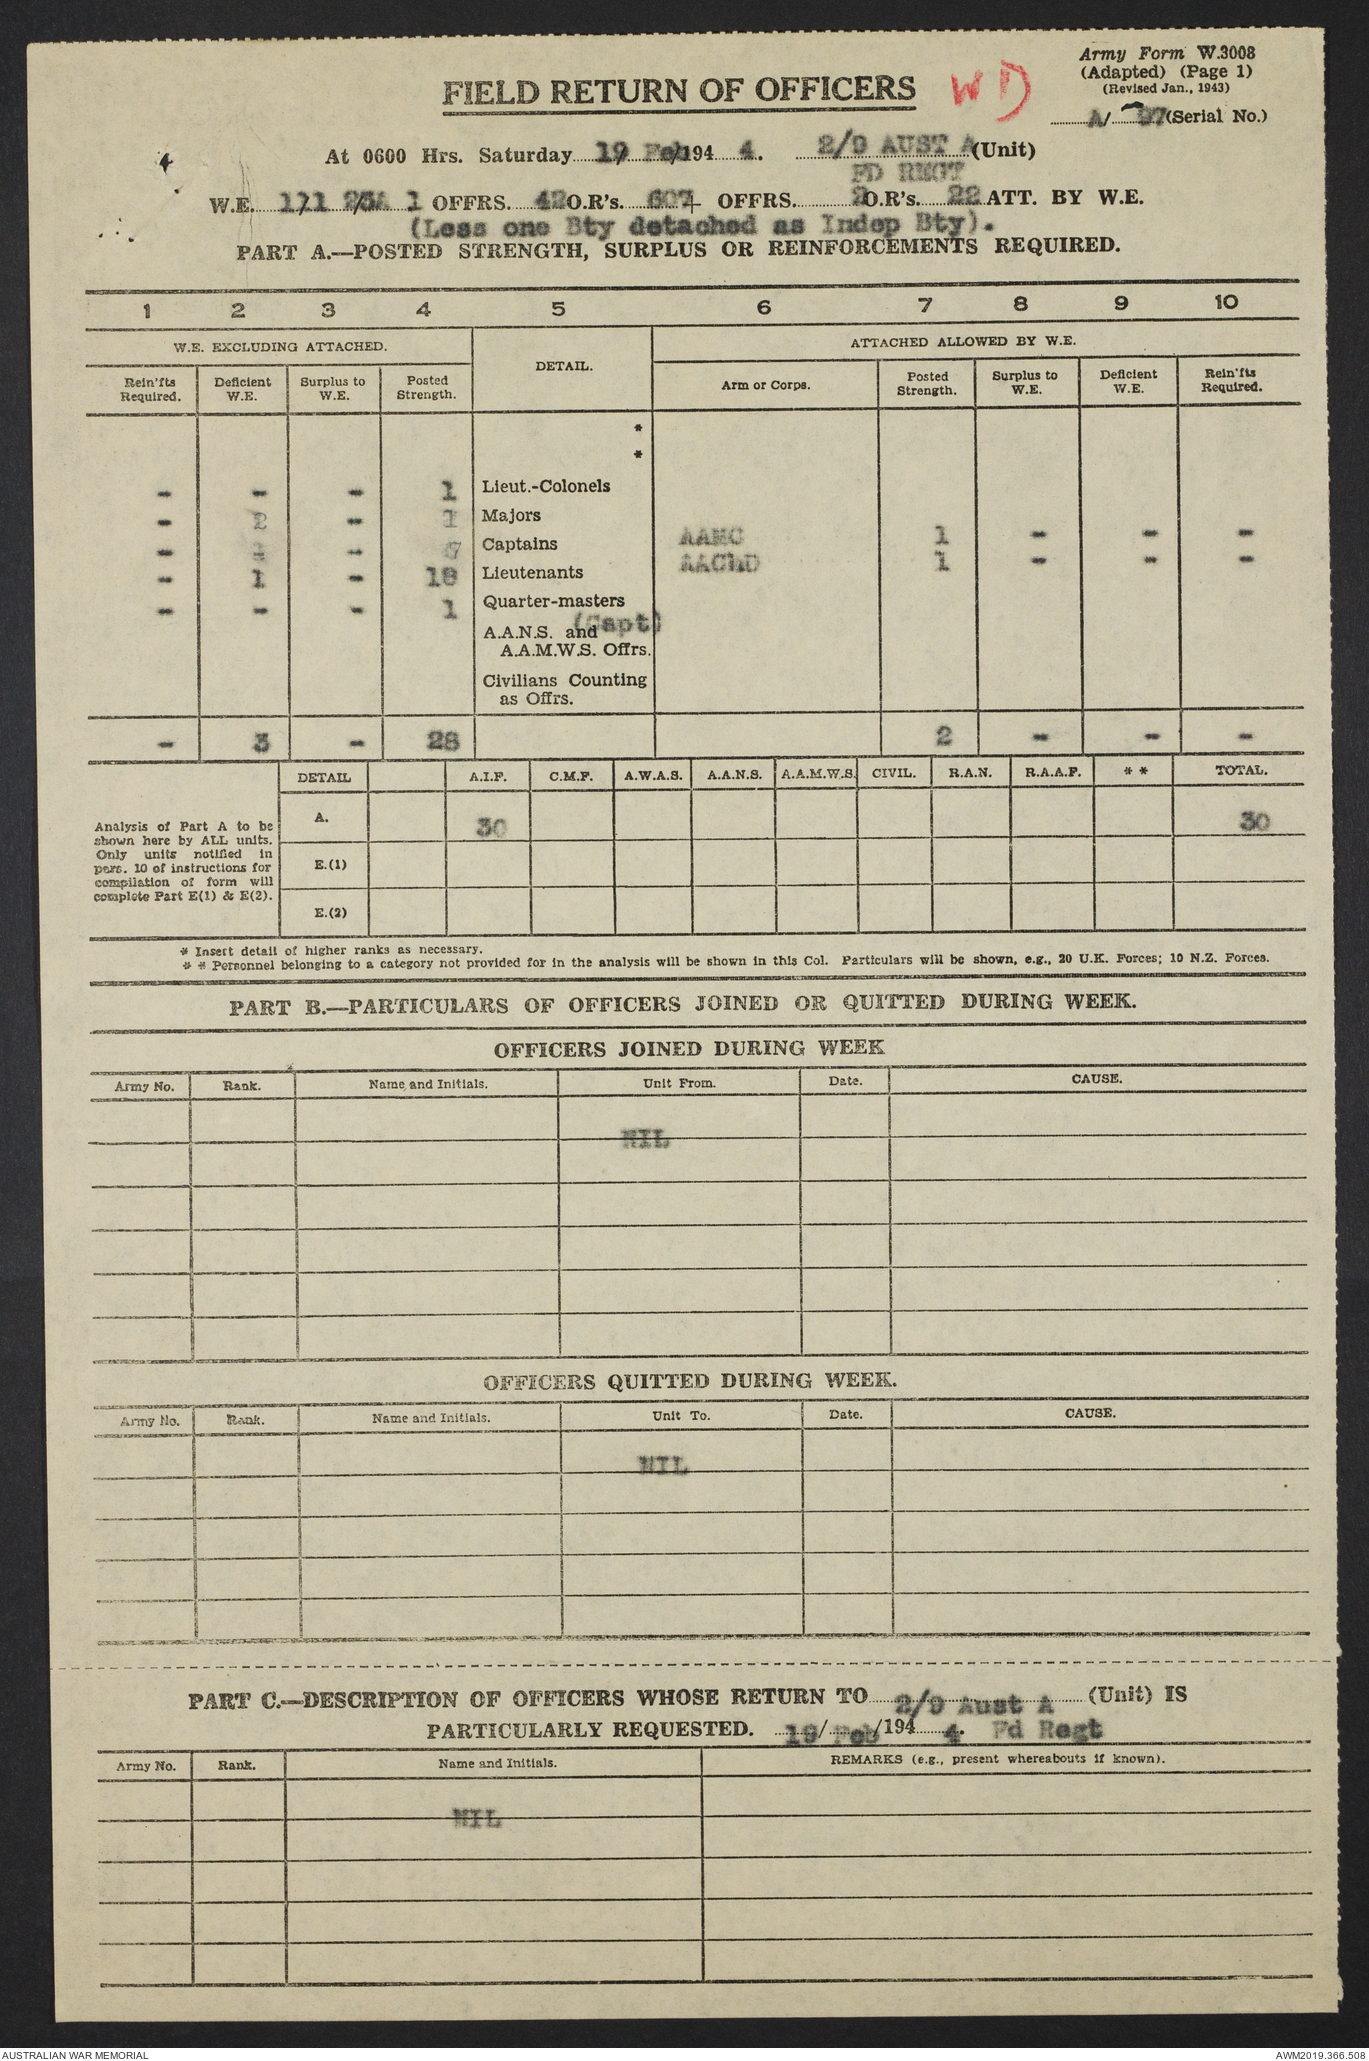 Army Form W.3008
(Adapted) (Page 1)
(Revised Jan., 1943)
FIELD RETURN OF OFFICERS
WD
A/ 97 (Serial No.)
4
At 0600 Hrs. Saturday 19 Feb 194 4. 2/9 AUST A (Unit)
FD REGT
W.E. 1 OFFRS. 42 O.R's. 607 + OFFRS. 2 O.R's. 22 ATT. BY W.E.
(Less one Bty detached as Indep Bty).
PART A.—POSTED STRENGTH, SURPLUS OR REINFORCEMENTS REQUIRED.
1 2 3 4 5 6 7 8 9 10
W.E. EXCLUDING ATTACHED. DETAIL. ATTACHED ALLOWED BY W.E.
Rein'fts Required. Deficient W.E. Surplus to W.E. Posted Strength. Arm or Corps. Posted Strength. Surplus to W.E. Deficient W.E. Rein'fts Required.
*
*
- - - 1 Lieut.-Colonels
- 2 - 1 Majors
- - 7 Captains AAMC 1 - - -
- 1 - 18 Lieutenants AAChD 1 - - -
- - - 1 Quarter-masters
(Capt)
A.A.N.S. and
A.A.M.W.S. Offrs.
Civilians Counting
as Offrs.
- 3 - 28 2 - - -
DETAIL A.I.F. C.M.F. A.W.A.S. A.A.N.S. A.A.M.W.S. CIVIL. R.A.N. R.A.A.F. * * TOTAL.
A. 30 30
E.(1)
E.(2)
Analysis of Part A to be
shown here by ALL units.
Only units notified in
para. 10 of instructions for
compilation of form will
complete Part E(1) & E(2).
* Insert detail of higher ranks as necessary.
* * Personnel belonging to a category not provided for in the analysis will be shown in this Col. Particulars will be shown, e.g., 20 U.K. Forces; 10 N.Z. Forces.
PART B.—PARTICULARS OF OFFICERS JOINED OR QUITTED DURING WEEK.
OFFICERS JOINED DURING WEEK
Army No. Rank. Name and Initials. Unit From. Date. CAUSE.
NIL
OFFICERS QUITTED DURING WEEK.
Army No. Rank. Name and Initials. Unit To. Date. CAUSE.
NIL
PART C.—DESCRIPTION OF OFFICERS WHOSE RETURN TO 2/9 Aust A (Unit) IS
PARTICULARLY REQUESTED. 19/ Feb /194 4. Fd Regt
Army No. Rank. Name and Initials. REMARKS (e.g., present whereabouts if known).
NIL
AUSTRALIAN WAR MEMORIAL AWM2019.366.508